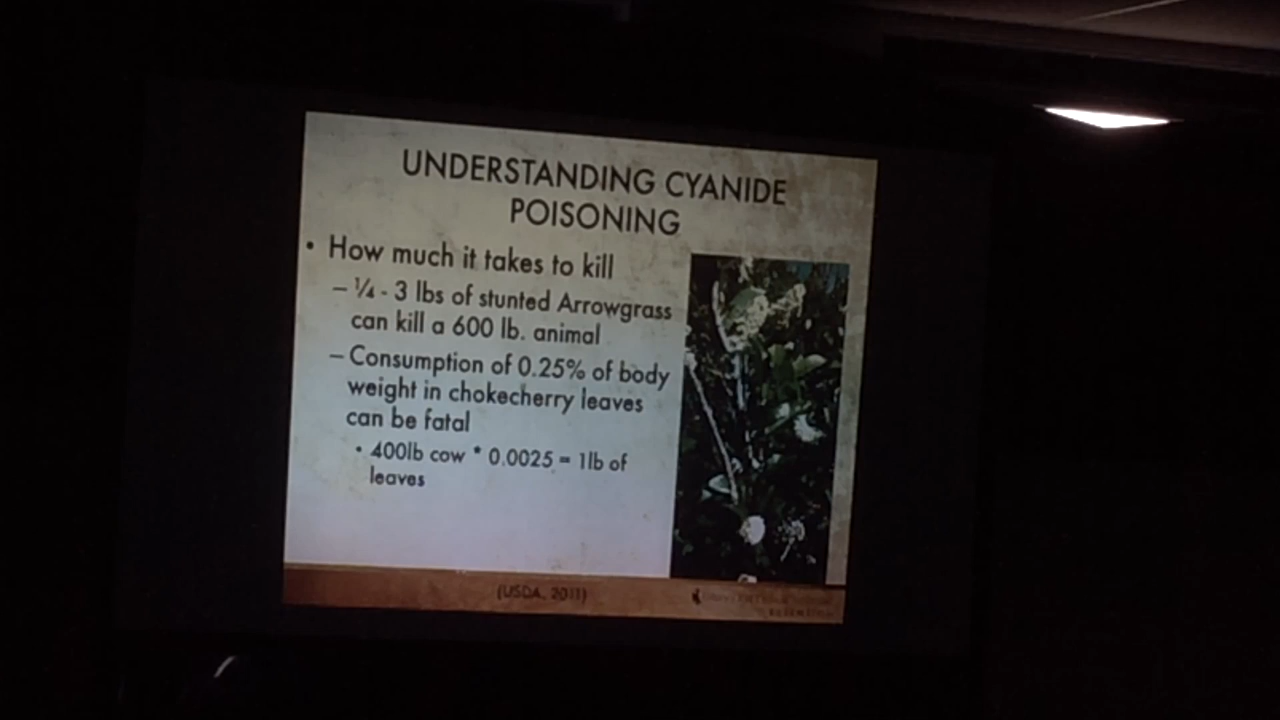 UNDERSTANDING CYANIDE
POISONING
• How much it takes to kill
– ¼ - 3 lbs of stunted Arrowgrass
can kill a 600 lb. animal
– Consumption of 0.25% of body
weight in chokecherry leaves
can be fatal
• 400lb cow * 0.0025 = 1lb of
leaves
(USDA, 2011)